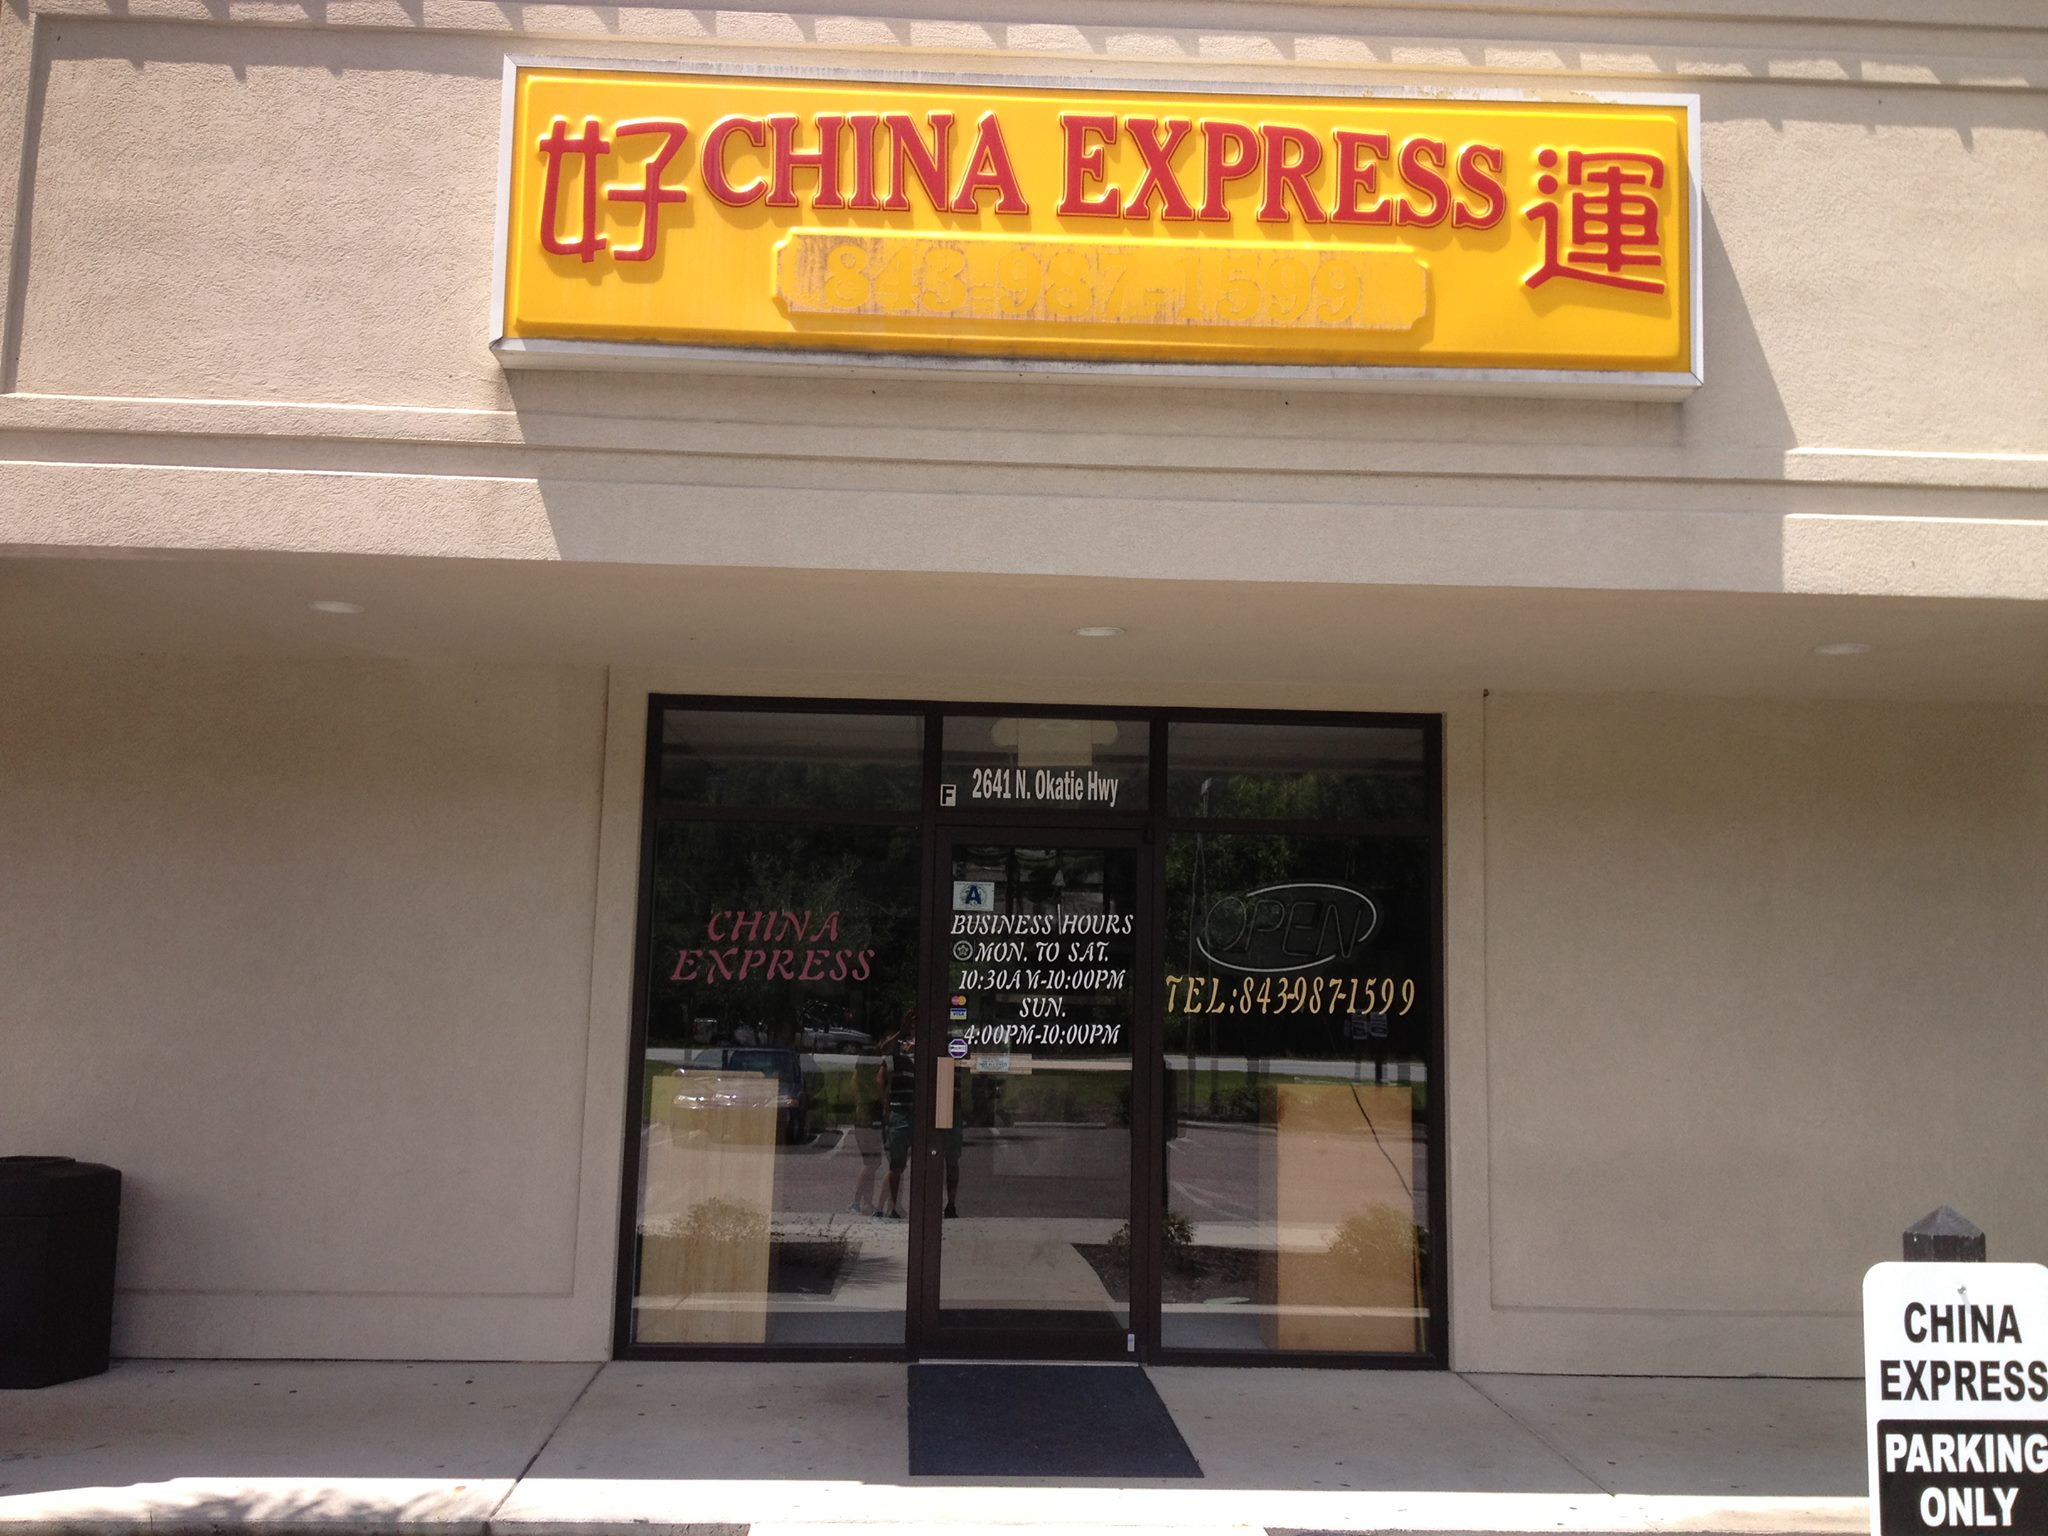 好 CHINA EXPRESS 運
843-987-1599
F 2641 N. Okatie Hwy
A
CHINA
EXPRESS
BUSINESS HOURS
MON. TO SAT.
10:30AM-10:00PM
SUN.
4:00PM-10:00PM
OPEN
TEL:843-987-1599
VISA
CHINA
EXPRESS
PARKING
ONLY